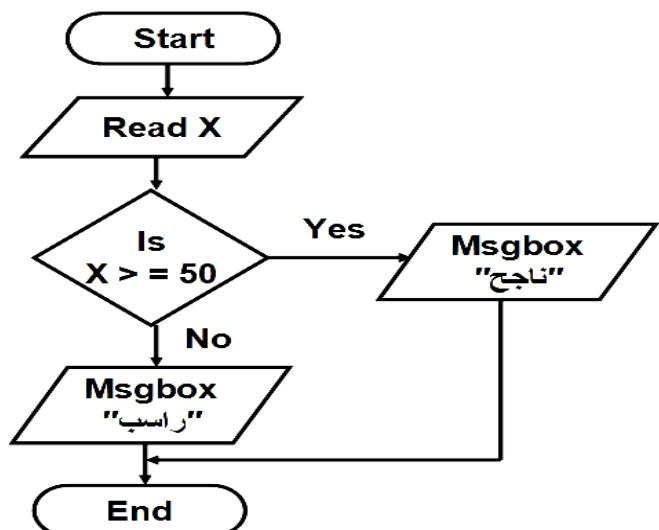 Start
Read X
Is
X > = 50
Yes
Msgbox
"ناجح"
No
Msgbox
"راسب"
End